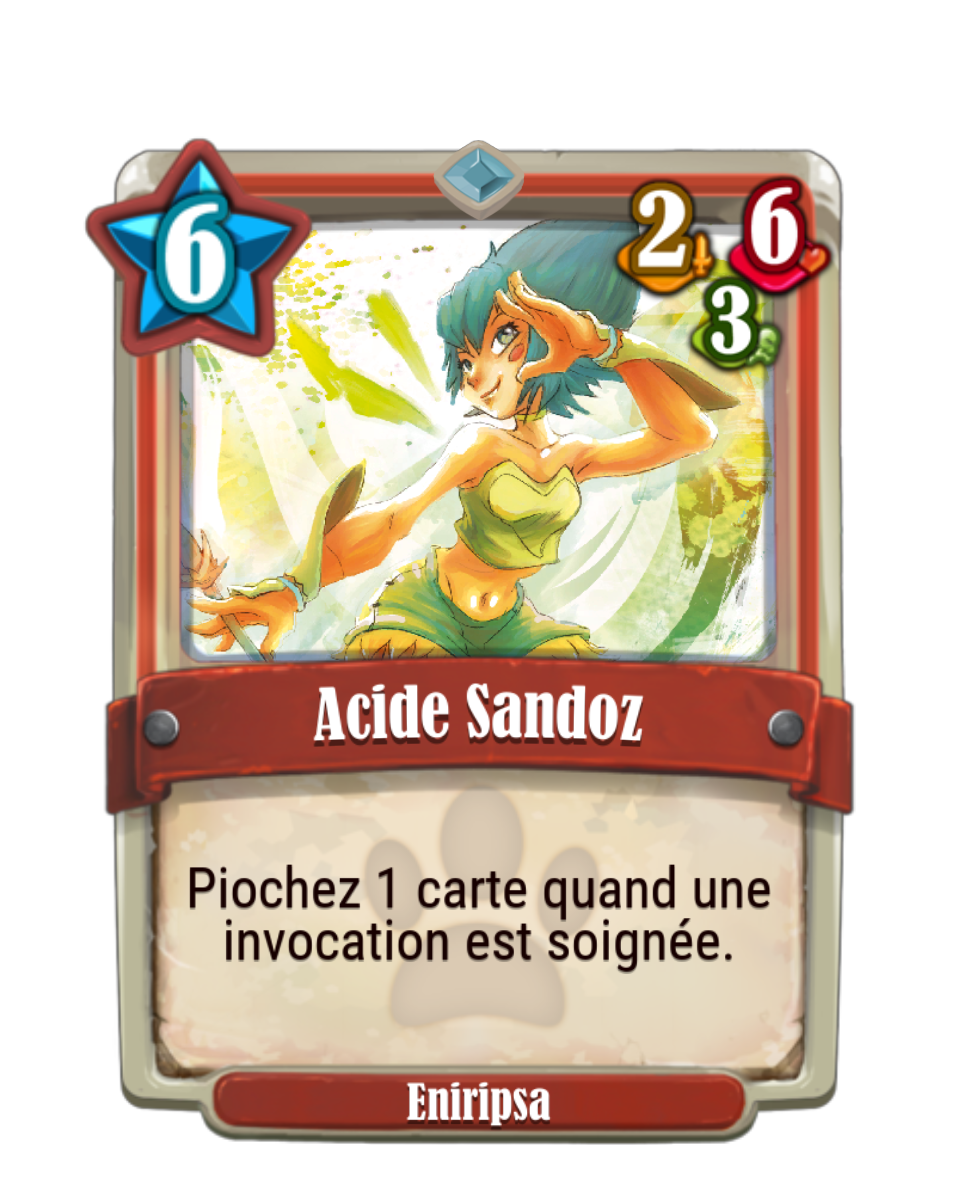 6
2
6
3
Acide Sandoz
Piochez 1 carte quand une
invocation est soignée.
Eniripsa